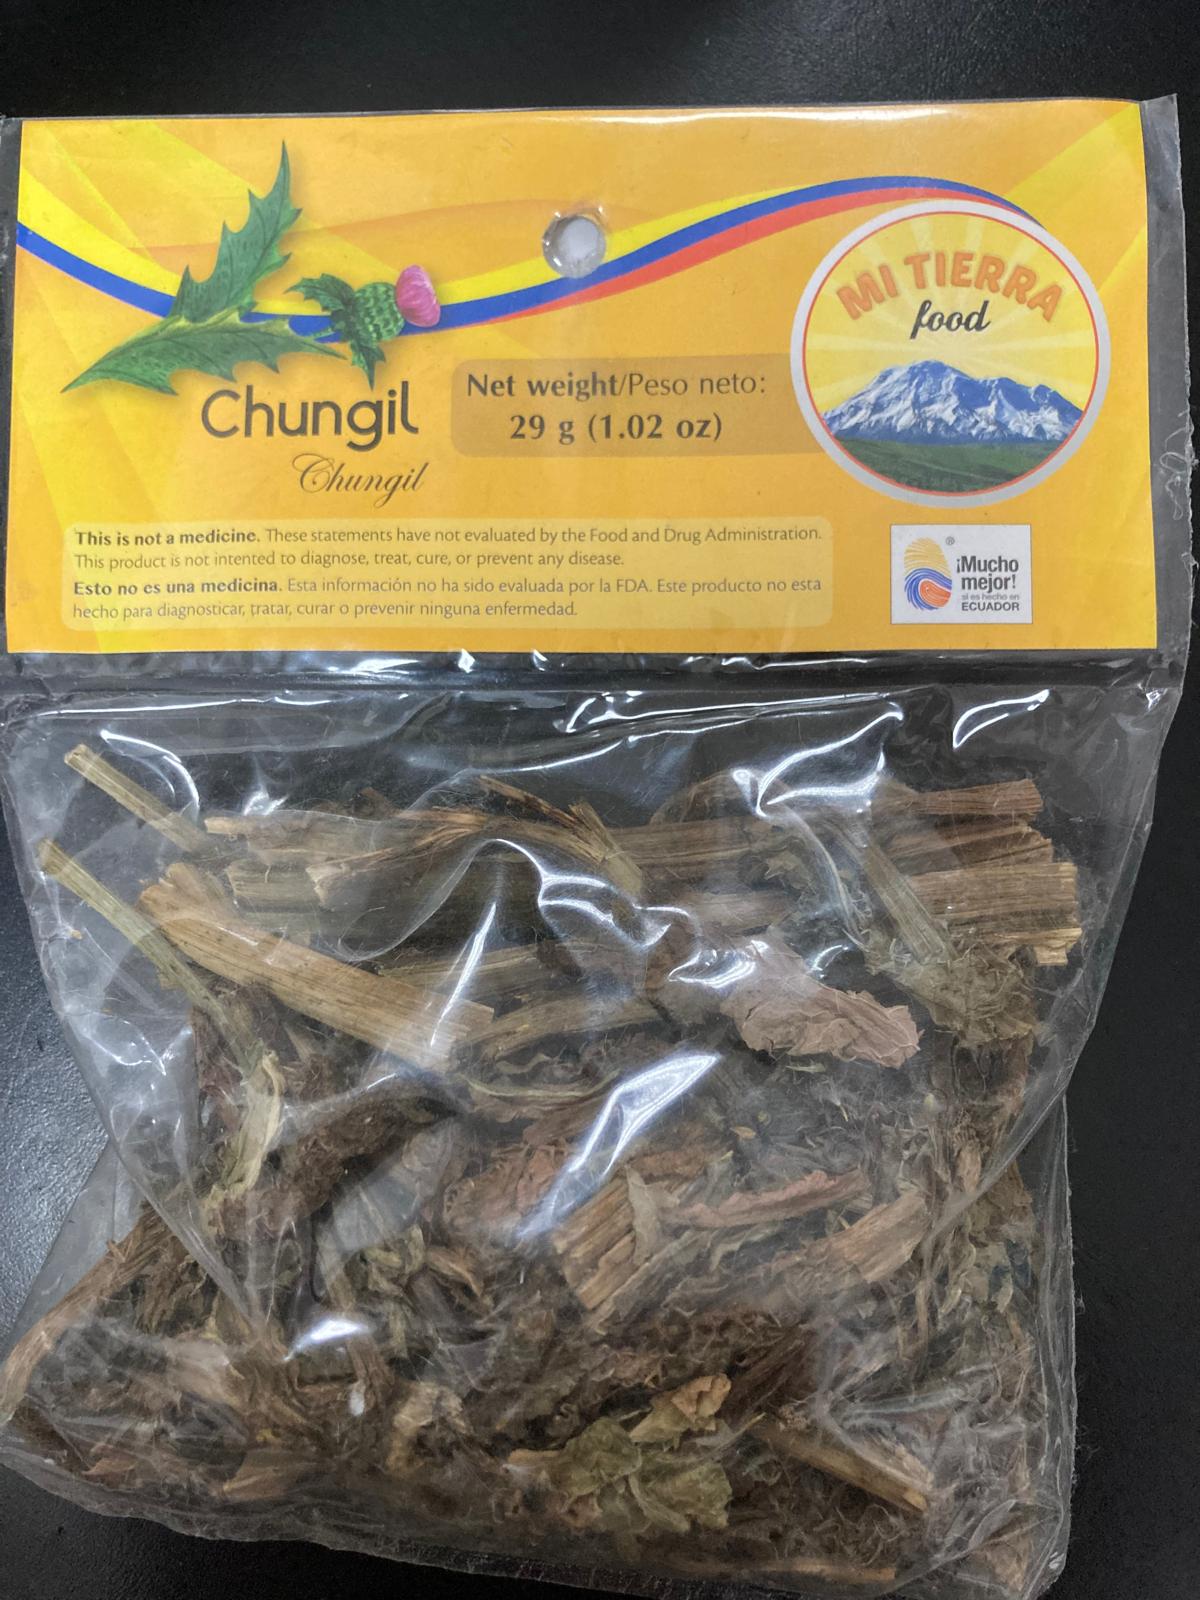 MI TIERRA
food
Chungil
Chungil
Net weight/Peso neto:
29 g (1.02 oz)
This is not a medicine. These statements have not evaluated by the Food and Drug Administration.
This product is not intented to diagnose, treat, cure, or prevent any disease.
Esto no es una medicina. Esta información no ha sido evaluada por la FDA. Este producto no esta
hecho para diagnosticar, tratar, curar o prevenir ninguna enfermedad.
®
¡Mucho
mejor!
si es hecho en
ECUADOR